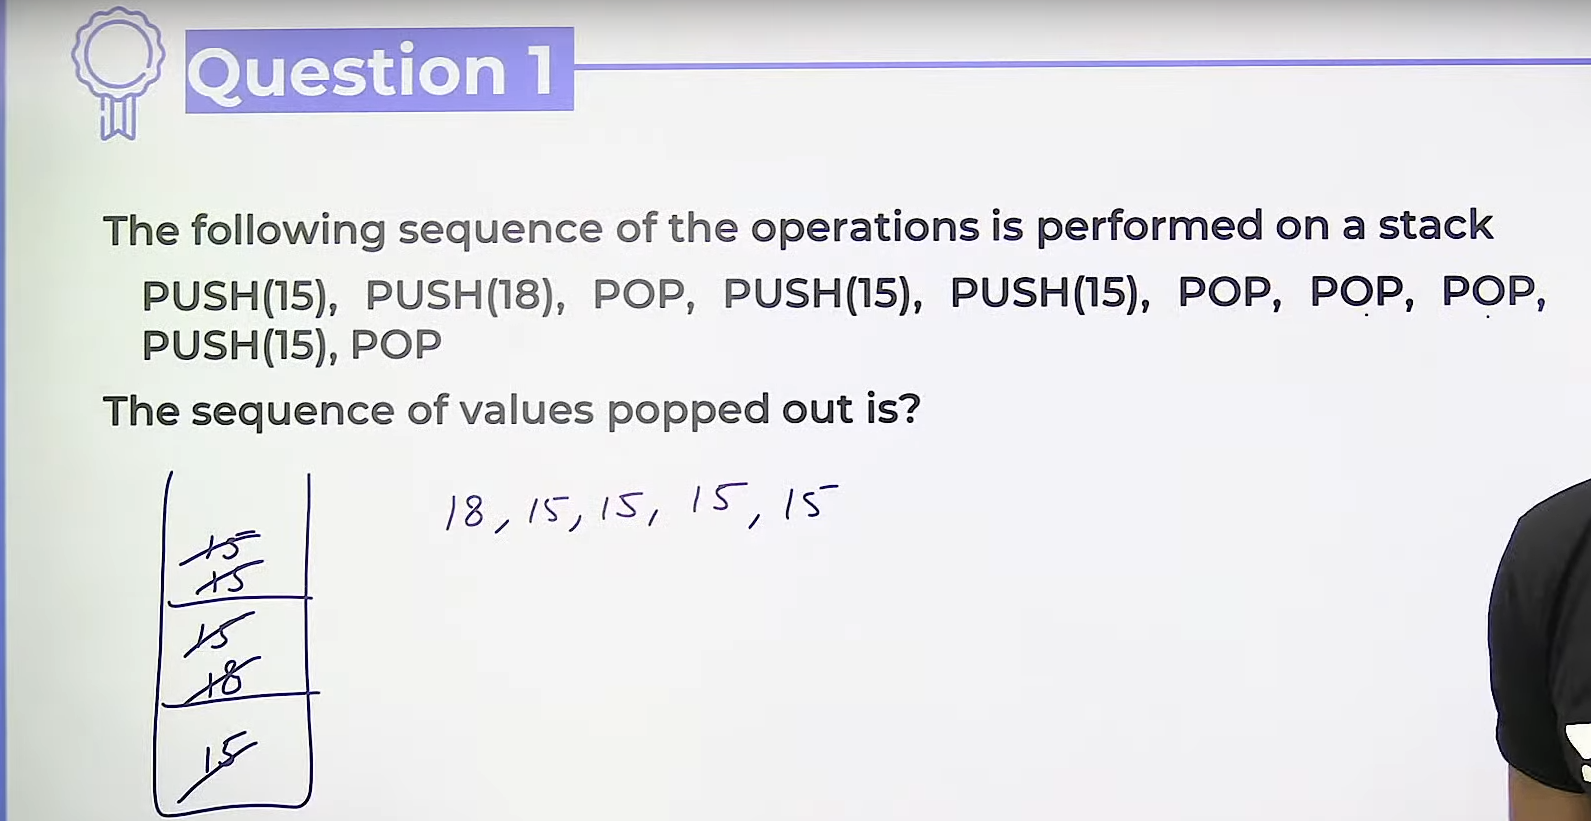 Question 1
The following sequence of the operations is performed on a stack
PUSH(15), PUSH(18), POP, PUSH(15), PUSH(15), POP, POP, POP,
PUSH(15), POP
The sequence of values popped out is?
18, 15, 15, 15, 15
15
15
15
18
15